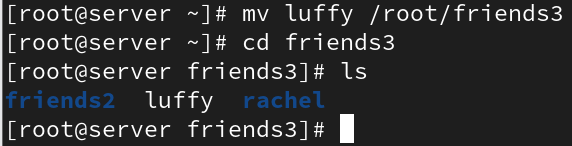 [root@server ~]# mv luffy /root/friends3
[root@server ~]# cd friends3
[root@server friends3]# ls
friends2  luffy  rachel
[root@server friends3]#